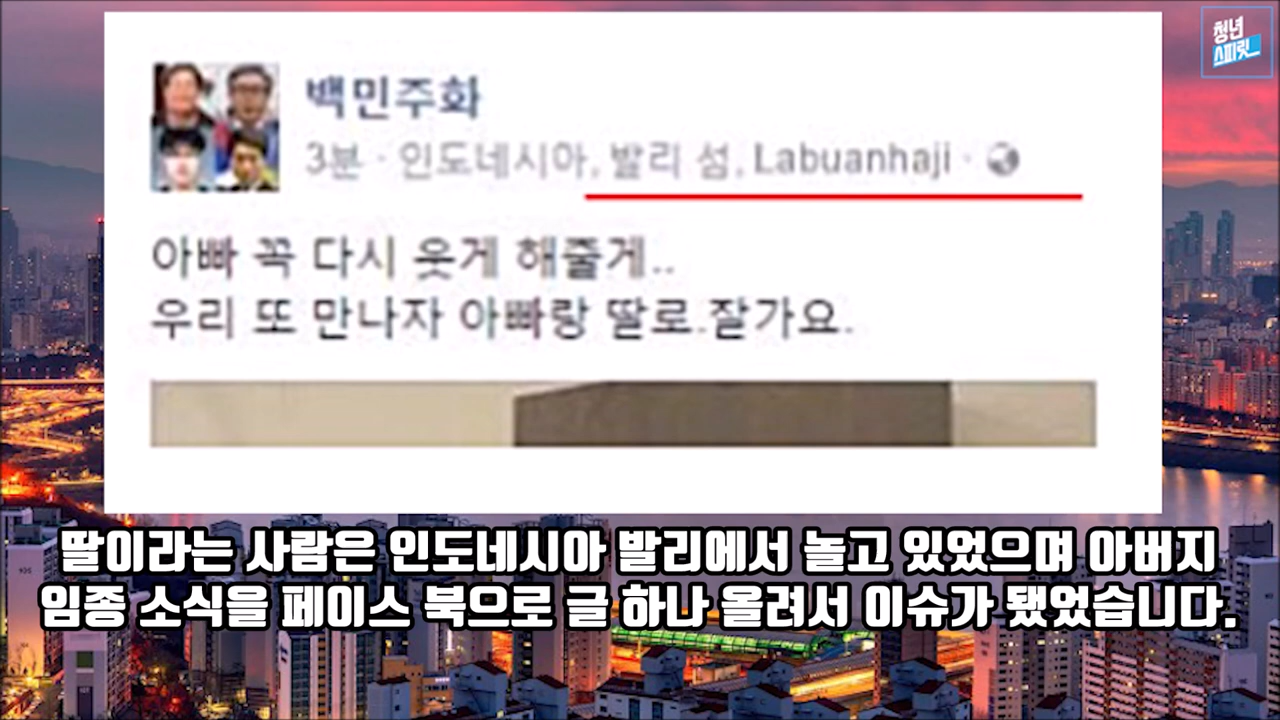 청년
스피릿
백민주화
3분 · 인도네시아, 발리 섬, Labuanhaji ·
아빠 꼭 다시 웃게 해줄게..
우리 또 만나자 아빠랑 딸로.잘가요.
딸이라는 사람은 인도네시아 발리에서 놀고 있었으며 아버지
임종 소식을 페이스 북으로 글 하나 올려서 이슈가 됐었습니다.